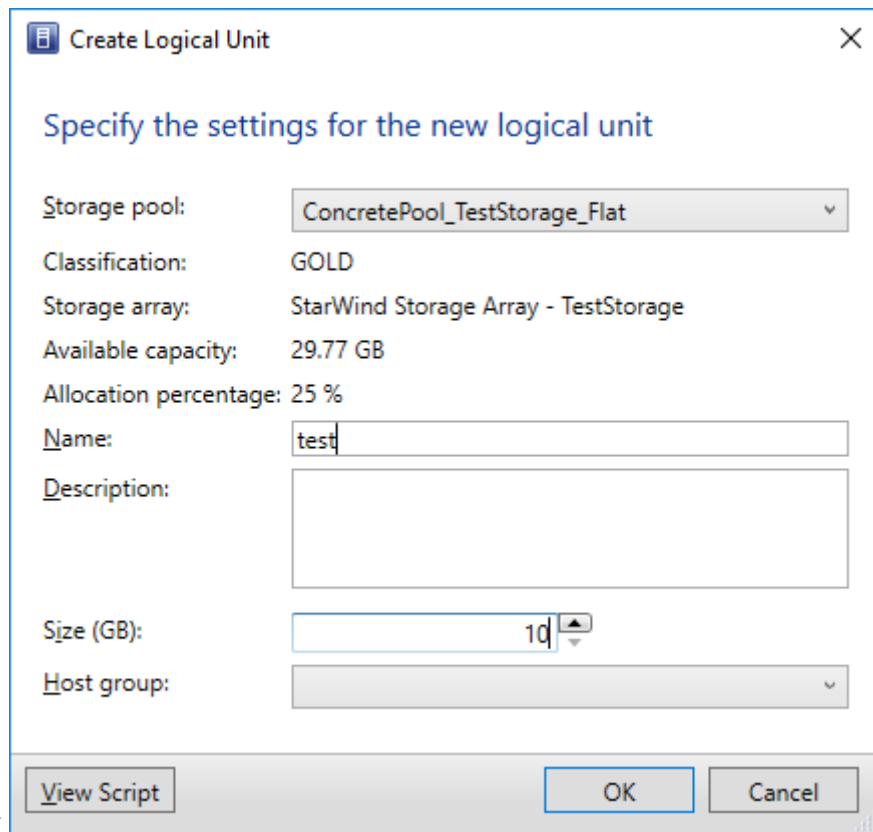 Create Logical Unit
Specify the settings for the new logical unit
Storage pool: ConcretePool_TestStorage_Flat
Classification: GOLD
Storage array: StarWind Storage Array - TestStorage
Available capacity: 29.77 GB
Allocation percentage: 25 %
Name: test
Description:
Size (GB): 10
Host group:
View Script OK Cancel